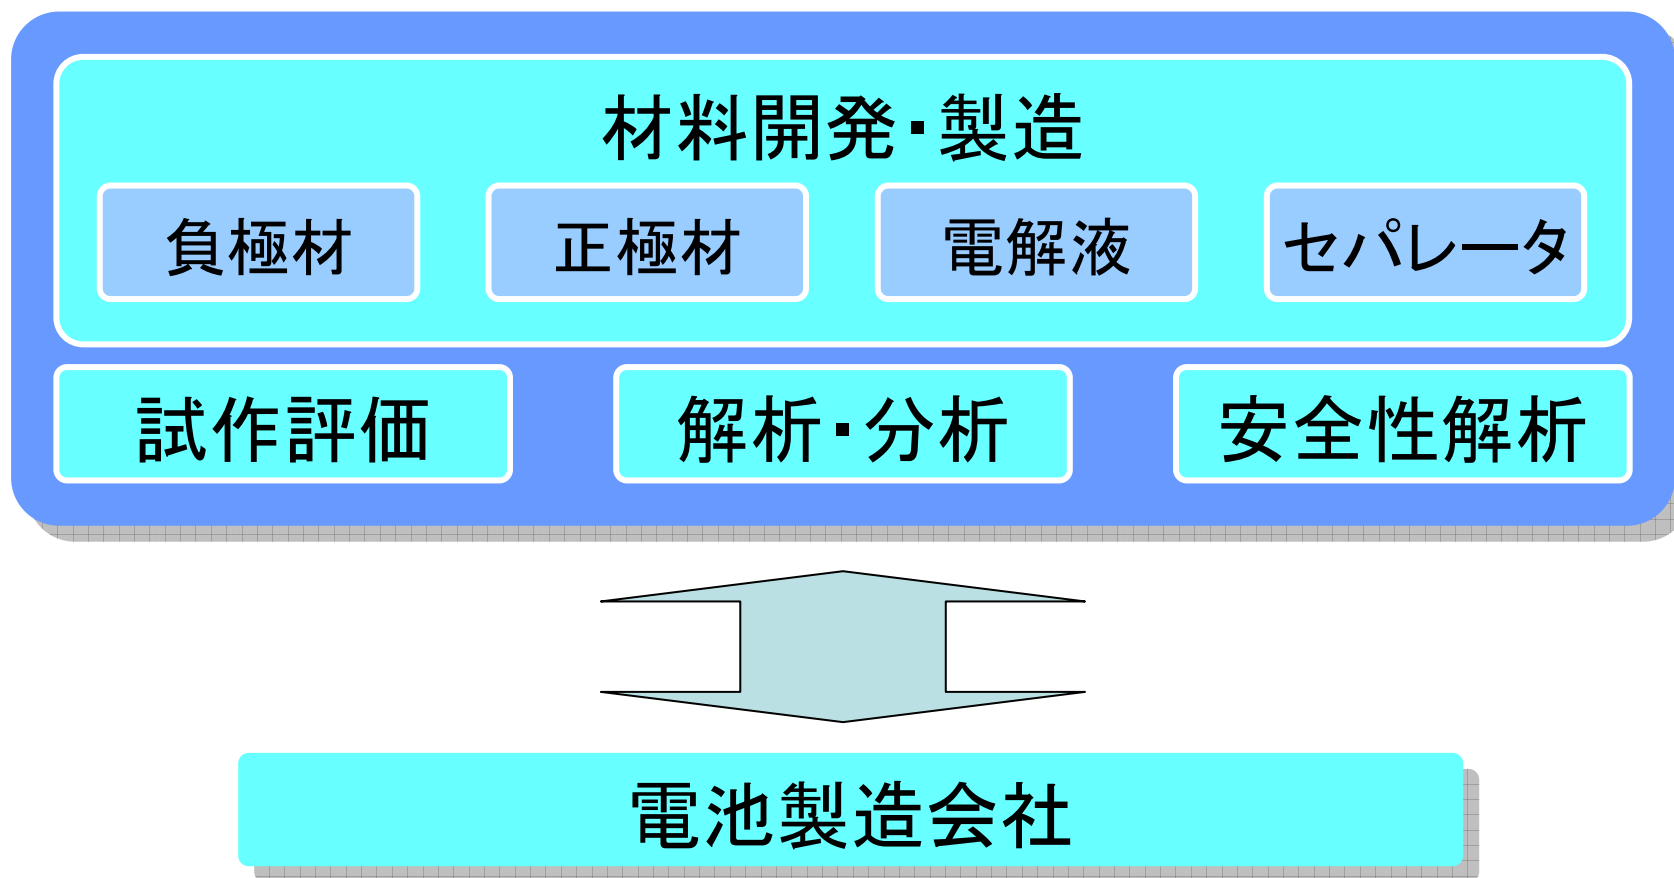 材料開発・製造
負極材 正極材 電解液 セパレータ
試作評価 解析・分析 安全性解析
電池製造会社